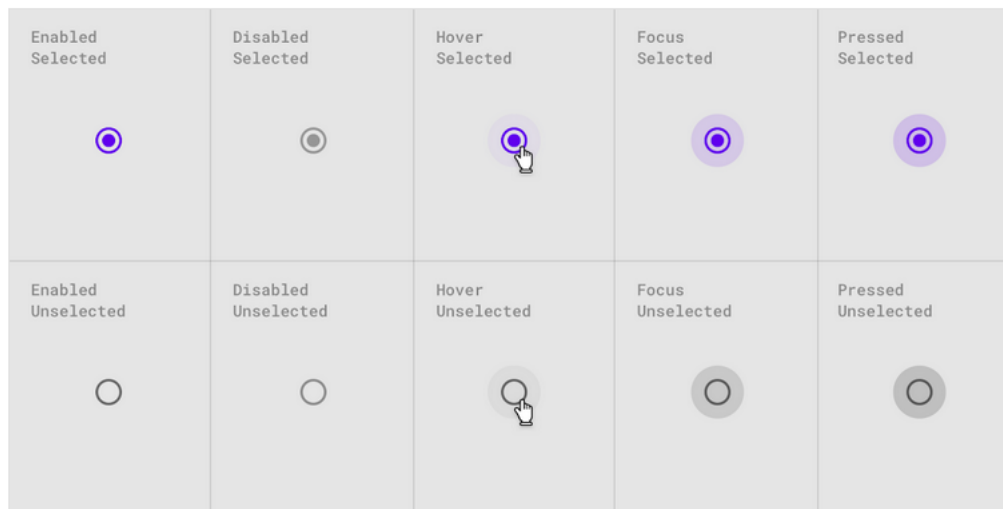 Enabled
Selected
Disabled
Selected
Hover
Selected
Focus
Selected
Pressed
Selected
Enabled
Unselected
Disabled
Unselected
Hover
Unselected
Focus
Unselected
Pressed
Unselected